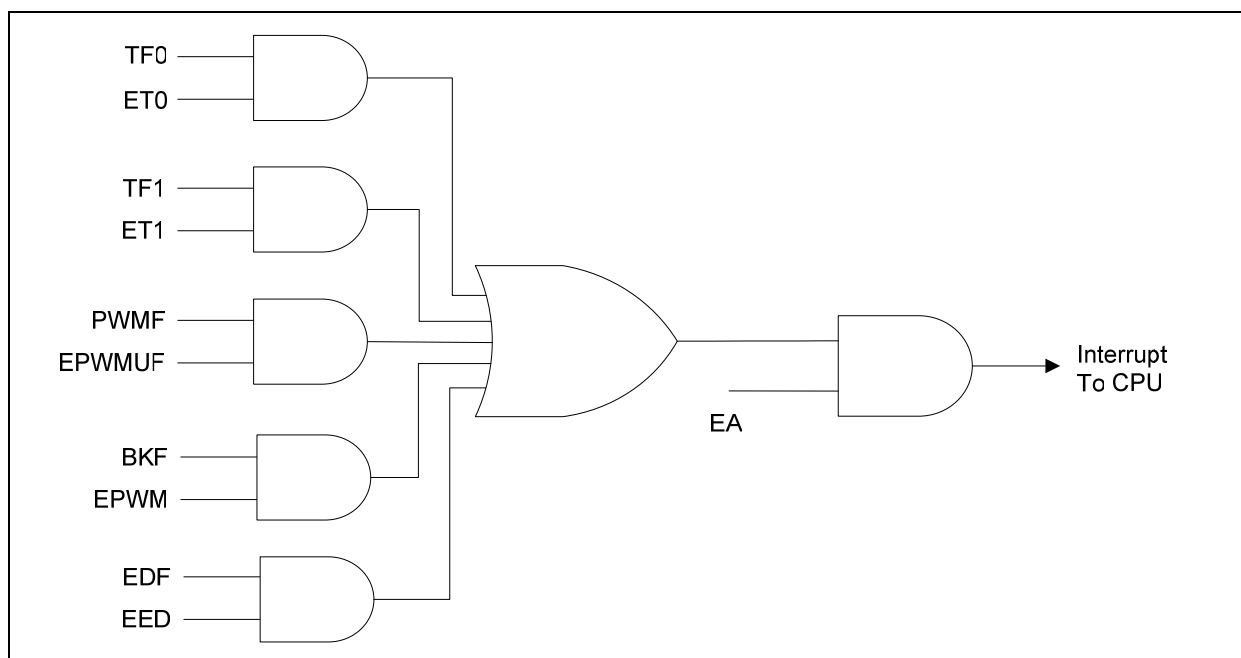 TF0
ET0
TF1
ET1
PWMF
EPWMUF
BKF
EPWM
EDF
EED
EA
Interrupt
To CPU